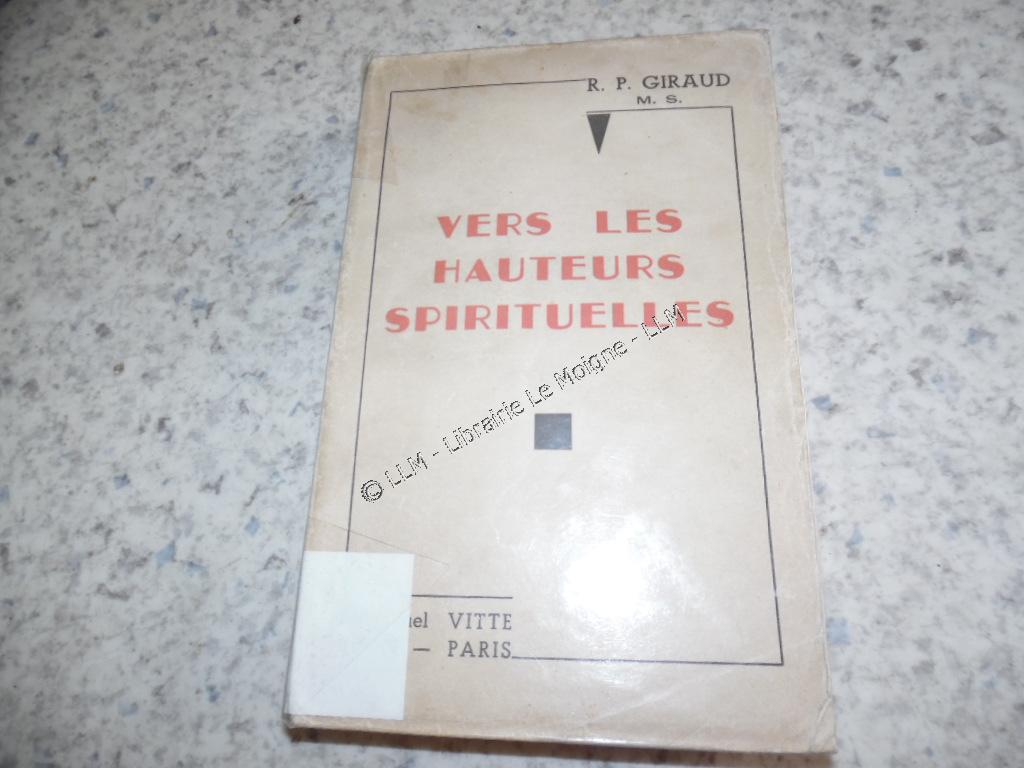 R. P. GIRAUD
M. S.
VERS LES
HAUTEURS
SPIRITUELLES
© LLM - Librairie Le Moigne - LLM
VITTE
— PARIS